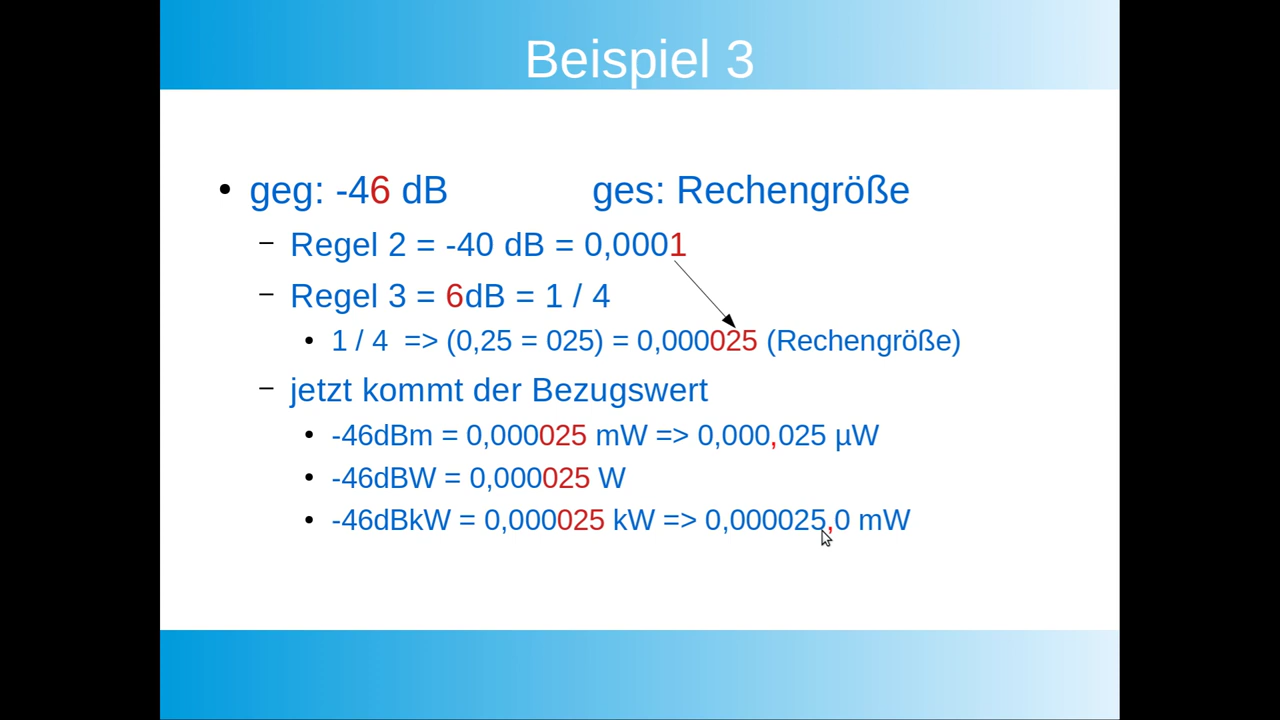 Beispiel 3
geg: -46 dB ges: Rechengröße
Regel 2 = -40 dB = 0,0001
Regel 3 = 6dB = 1 / 4
1 / 4 => (0,25 = 025) = 0,000025 (Rechengröße)
jetzt kommt der Bezugswert
-46dBm = 0,000025 mW => 0,000,025 µW
-46dBW = 0,000025 W
-46dBkW = 0,000025 kW => 0,000025,0 mW